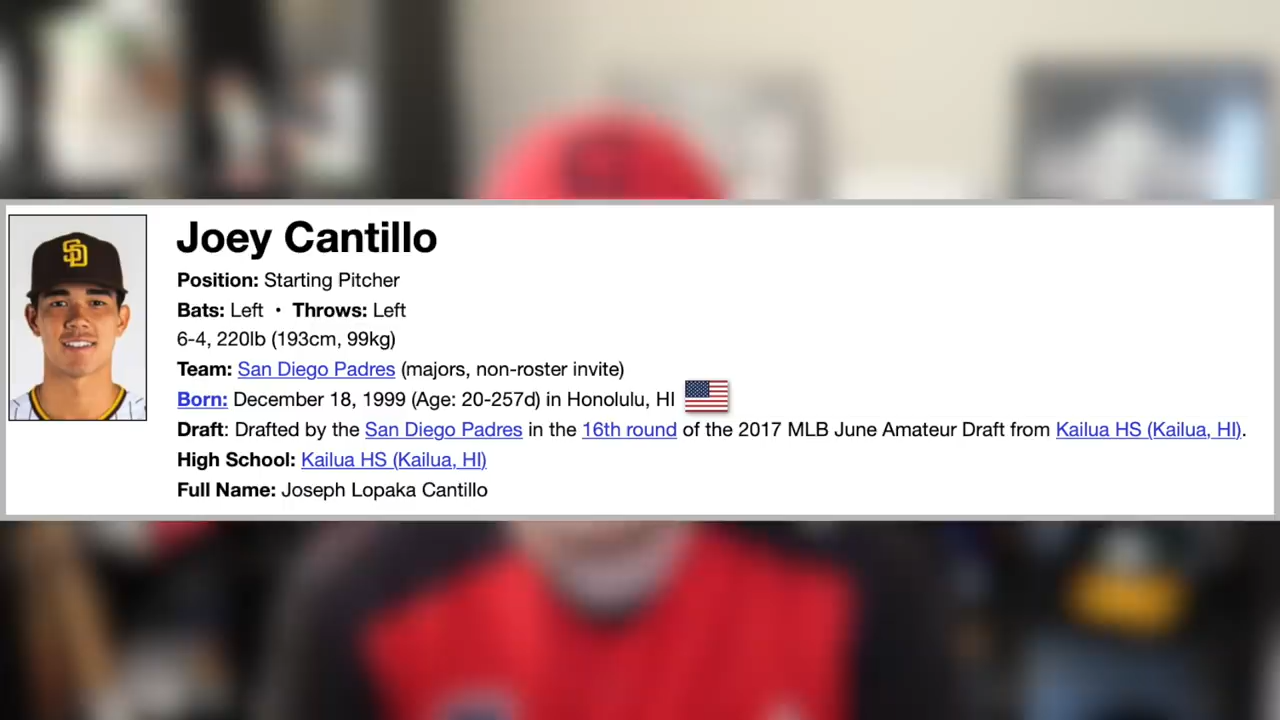 SD
Joey Cantillo
Position: Starting Pitcher
Bats: Left • Throws: Left
6-4, 220lb (193cm, 99kg)
Team: San Diego Padres (majors, non-roster invite)
Born: December 18, 1999 (Age: 20-257d) in Honolulu, HI
Draft: Drafted by the San Diego Padres in the 16th round of the 2017 MLB June Amateur Draft from Kailua HS (Kailua, HI).
High School: Kailua HS (Kailua, HI)
Full Name: Joseph Lopaka Cantillo